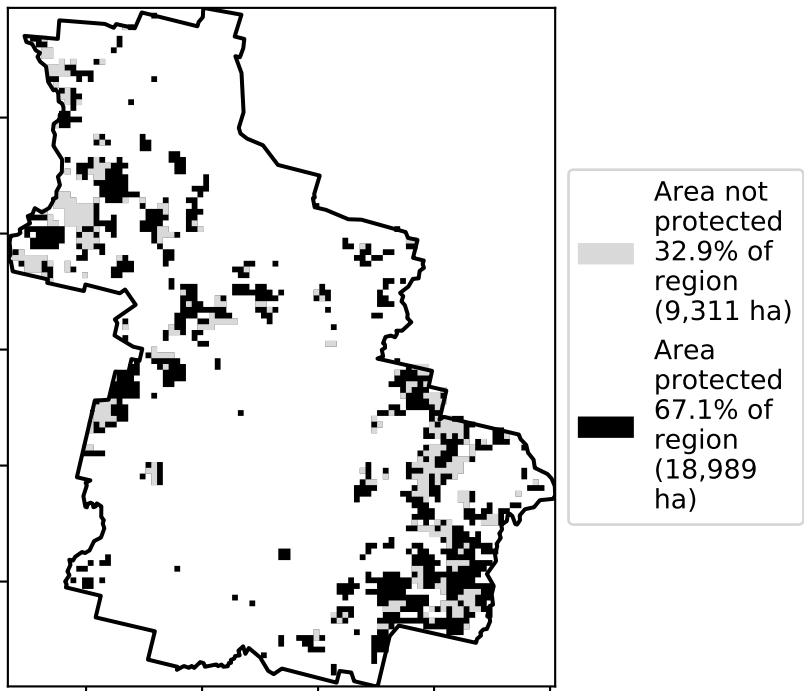 Area not
protected
32.9% of
region
(9,311 ha)
Area
protected
67.1% of
region
(18,989
ha)